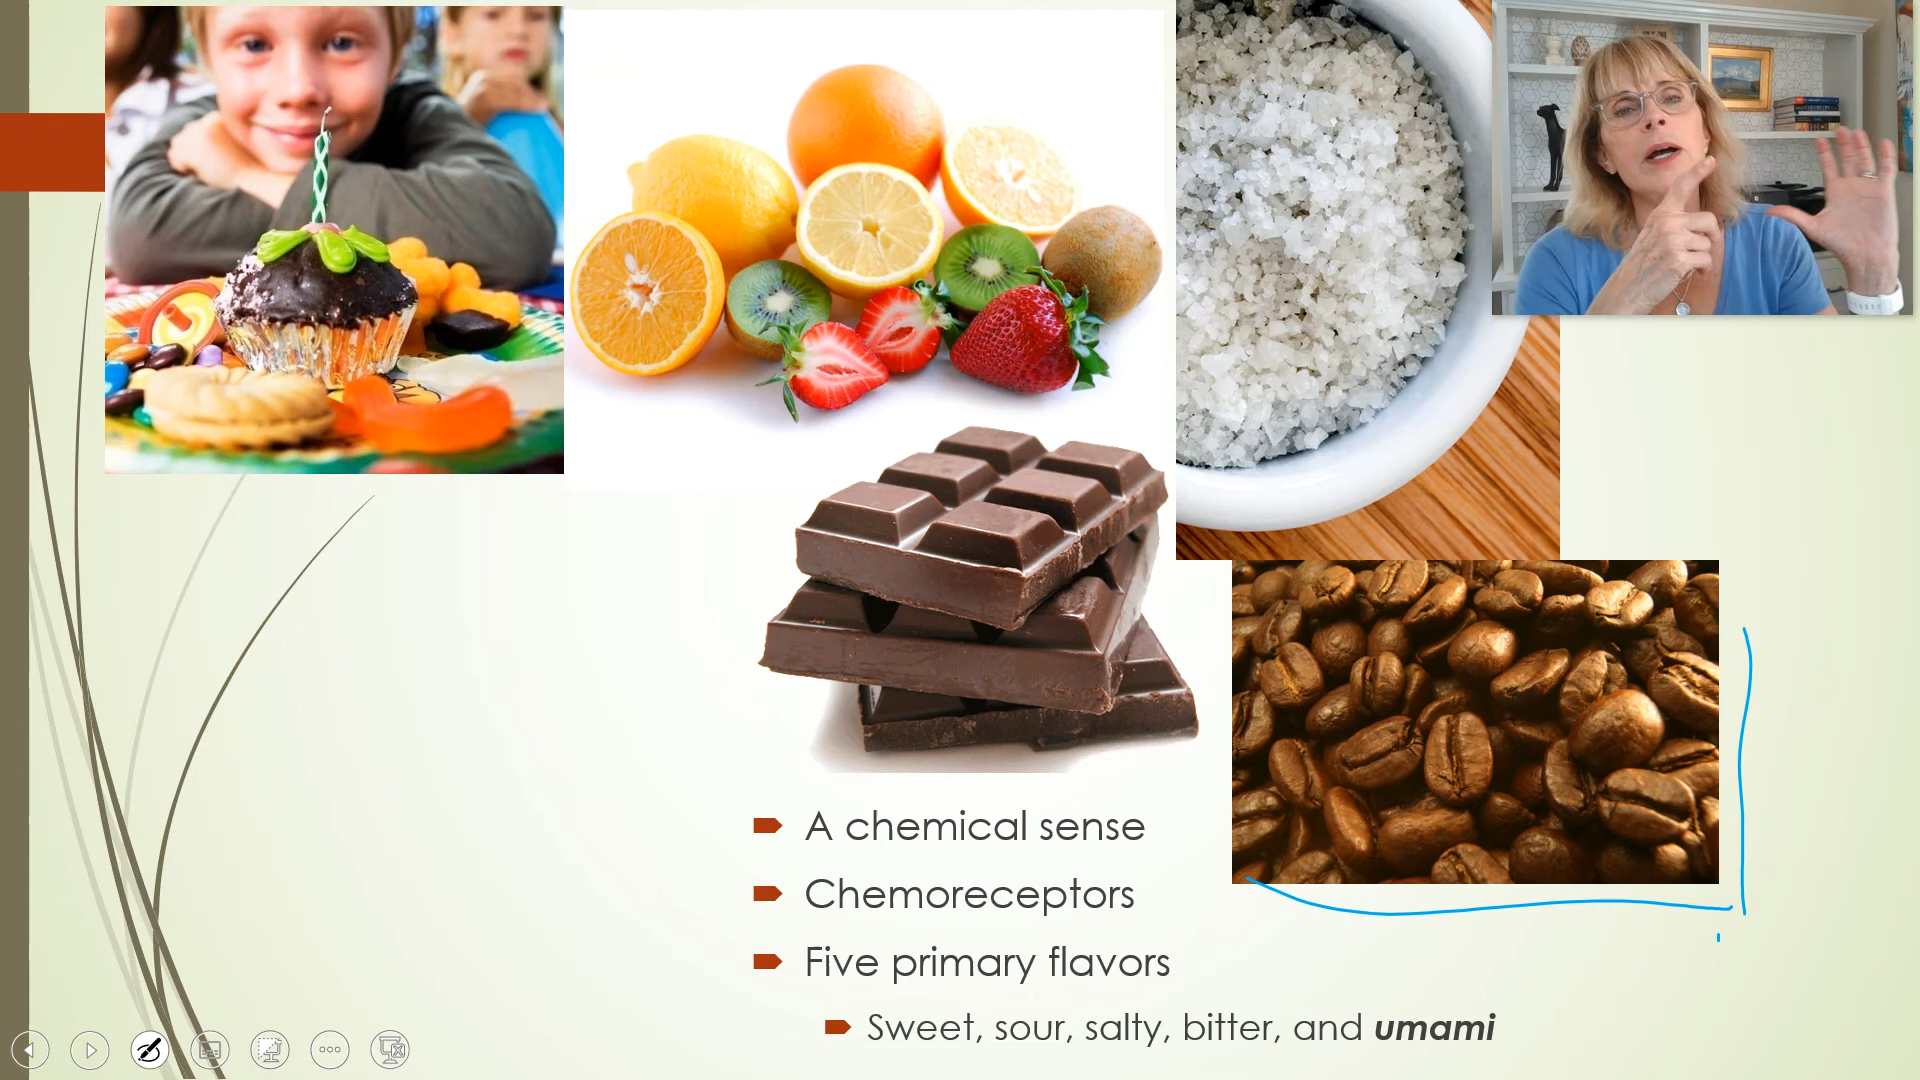 A chemical sense
Chemoreceptors
Five primary flavors
Sweet, sour, salty, bitter, and umami